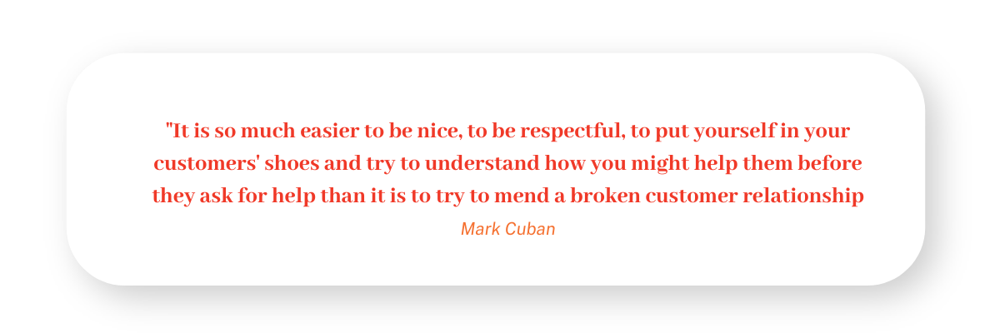 "It is so much easier to be nice, to be respectful, to put yourself in your
customers' shoes and try to understand how you might help them before
they ask for help than it is to try to mend a broken customer relationship
Mark Cuban